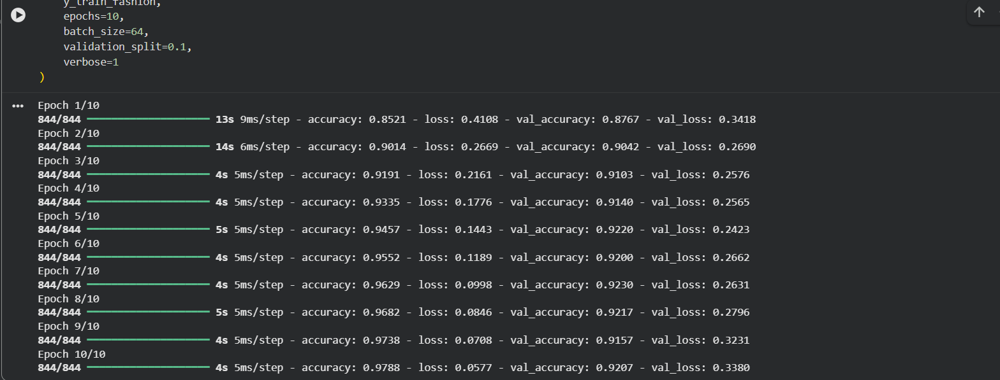 y_train_fashion,
epochs=10,
batch_size=64,
validation_split=0.1,
verbose=1
)
Epoch 1/10
844/844 13s 9ms/step - accuracy: 0.8521 - loss: 0.4108 - val_accuracy: 0.8767 - val_loss: 0.3418
Epoch 2/10
844/844 14s 6ms/step - accuracy: 0.9014 - loss: 0.2669 - val_accuracy: 0.9042 - val_loss: 0.2690
Epoch 3/10
844/844 4s 5ms/step - accuracy: 0.9191 - loss: 0.2161 - val_accuracy: 0.9103 - val_loss: 0.2576
Epoch 4/10
844/844 4s 5ms/step - accuracy: 0.9335 - loss: 0.1776 - val_accuracy: 0.9140 - val_loss: 0.2565
Epoch 5/10
844/844 5s 5ms/step - accuracy: 0.9457 - loss: 0.1443 - val_accuracy: 0.9220 - val_loss: 0.2423
Epoch 6/10
844/844 4s 5ms/step - accuracy: 0.9552 - loss: 0.1189 - val_accuracy: 0.9200 - val_loss: 0.2662
Epoch 7/10
844/844 4s 5ms/step - accuracy: 0.9629 - loss: 0.0998 - val_accuracy: 0.9230 - val_loss: 0.2631
Epoch 8/10
844/844 5s 5ms/step - accuracy: 0.9682 - loss: 0.0846 - val_accuracy: 0.9217 - val_loss: 0.2796
Epoch 9/10
844/844 4s 5ms/step - accuracy: 0.9738 - loss: 0.0708 - val_accuracy: 0.9157 - val_loss: 0.3231
Epoch 10/10
844/844 4s 5ms/step - accuracy: 0.9788 - loss: 0.0577 - val_accuracy: 0.9207 - val_loss: 0.3380